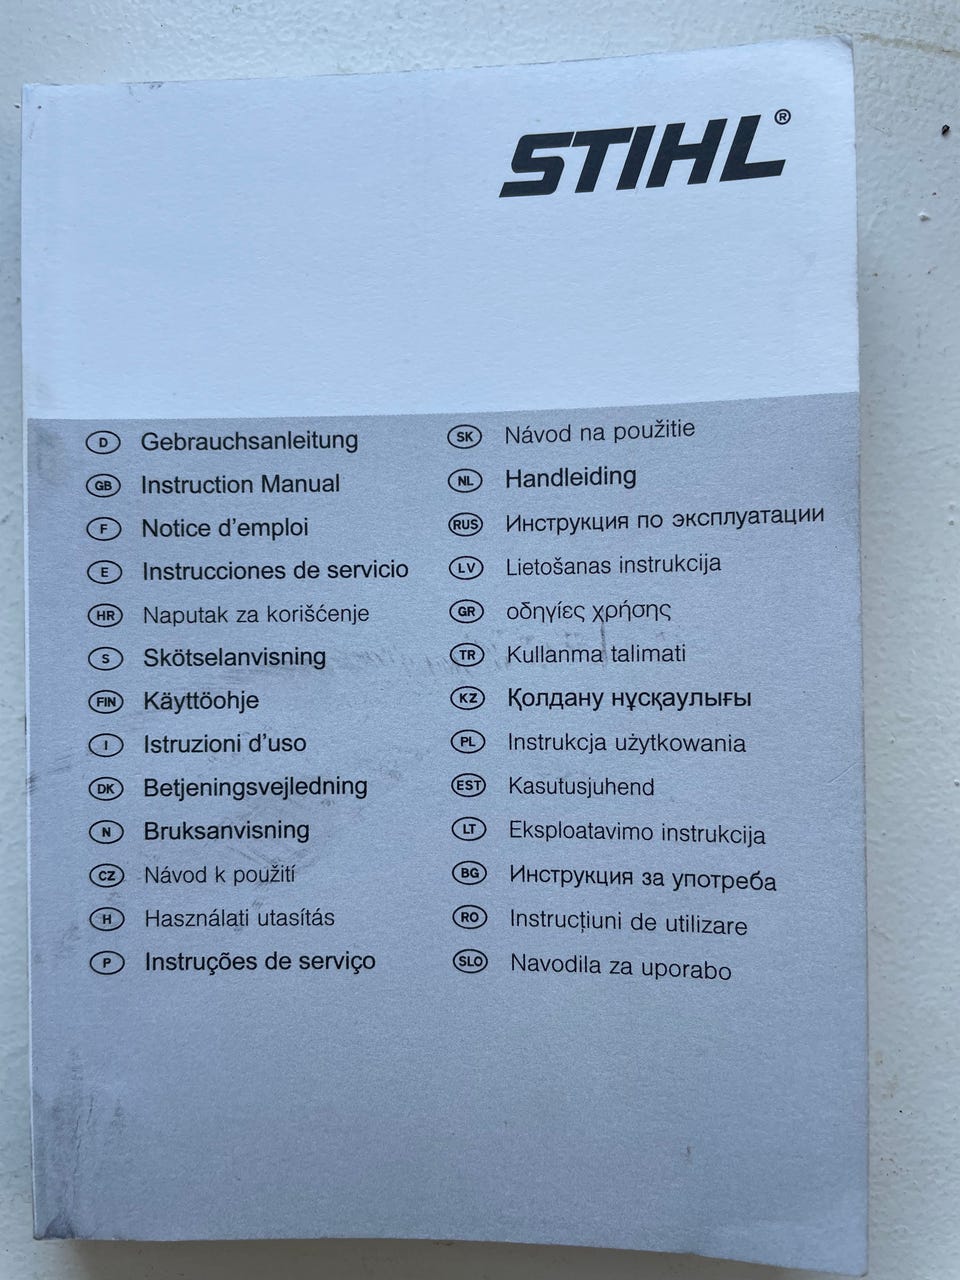 STIHL®
D Gebrauchsanleitung
GB Instruction Manual
F Notice d'emploi
E Instrucciones de servicio
HR Naputak za korišćenje
S Skötselanvisning
FIN Käyttöohje
I Istruzioni d'uso
DK Betjeningsvejledning
N Bruksanvisning
CZ Návod k použití
H Használati utasítás
P Instruções de serviço
SK Návod na použitie
NL Handleiding
RUS Инструкция по эксплуатации
LV Lietošanas instrukcija
GR οδηγίες χρήσης
TR Kullanma talimati
KZ Қолдану нұсқаулығы
PL Instrukcja użytkowania
EST Kasutusjuhend
LT Eksploatavimo instrukcija
BG Инструкция за употреба
RO Instrucțiuni de utilizare
SLO Navodila za uporabo